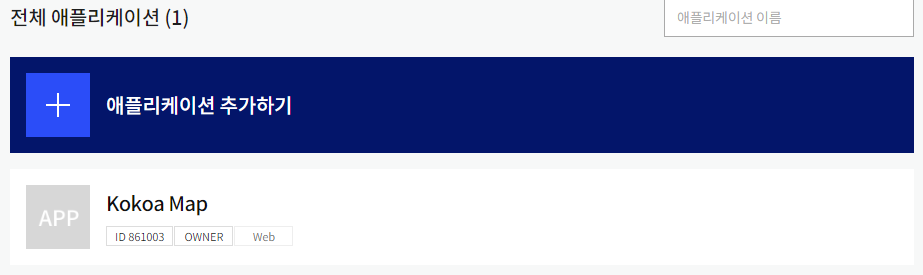 전체 애플리케이션 (1)
애플리케이션 이름
애플리케이션 추가하기
APP
Kokoa Map
ID 861003 OWNER Web